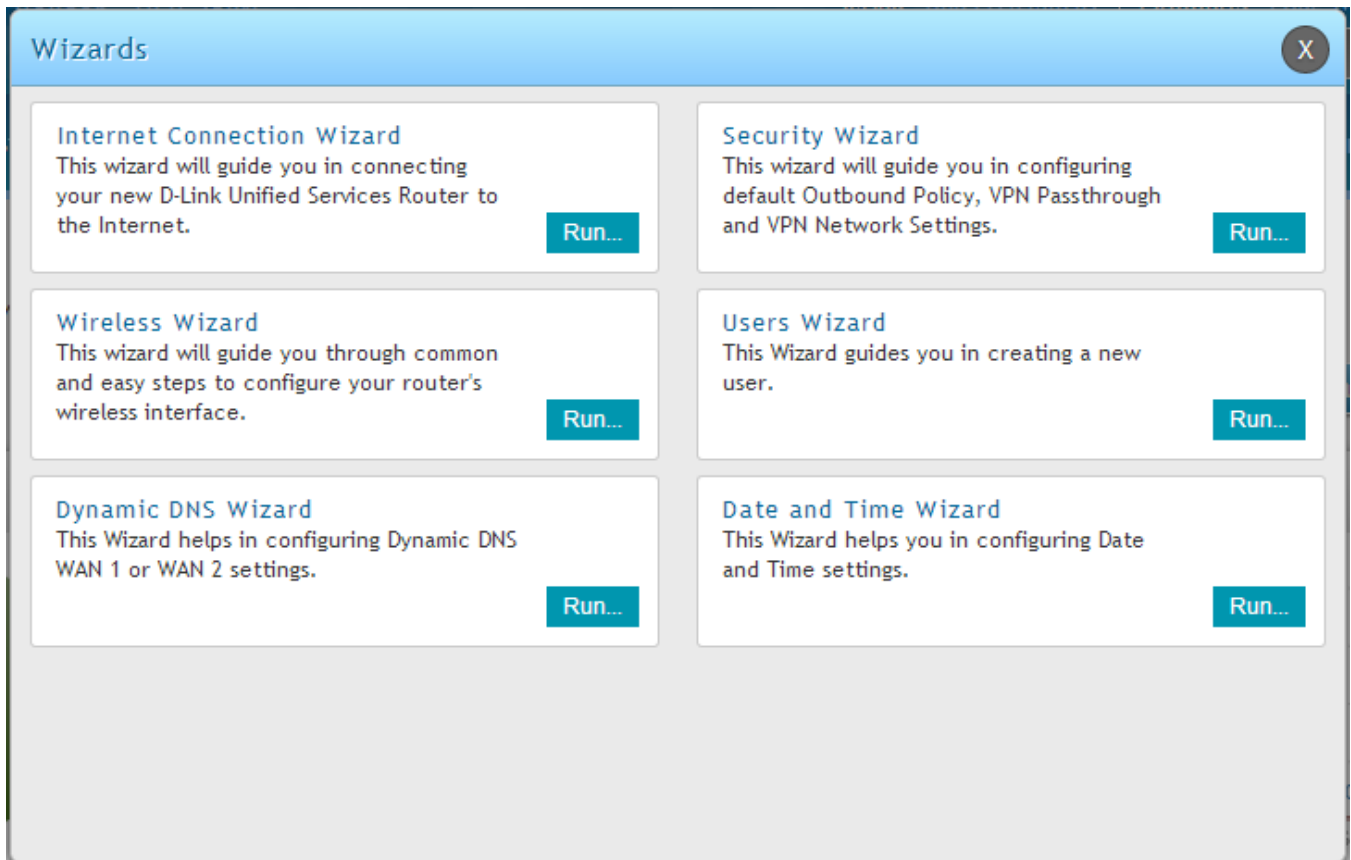 Wizards
X
Internet Connection Wizard
This wizard will guide you in connecting
your new D-Link Unified Services Router to
the Internet.
Run...
Security Wizard
This wizard will guide you in configuring
default Outbound Policy, VPN Passthrough
and VPN Network Settings.
Run...
Wireless Wizard
This wizard will guide you through common
and easy steps to configure your router's
wireless interface.
Run...
Users Wizard
This Wizard guides you in creating a new
user.
Run...
Dynamic DNS Wizard
This Wizard helps in configuring Dynamic DNS
WAN 1 or WAN 2 settings.
Run...
Date and Time Wizard
This Wizard helps you in configuring Date
and Time settings.
Run...